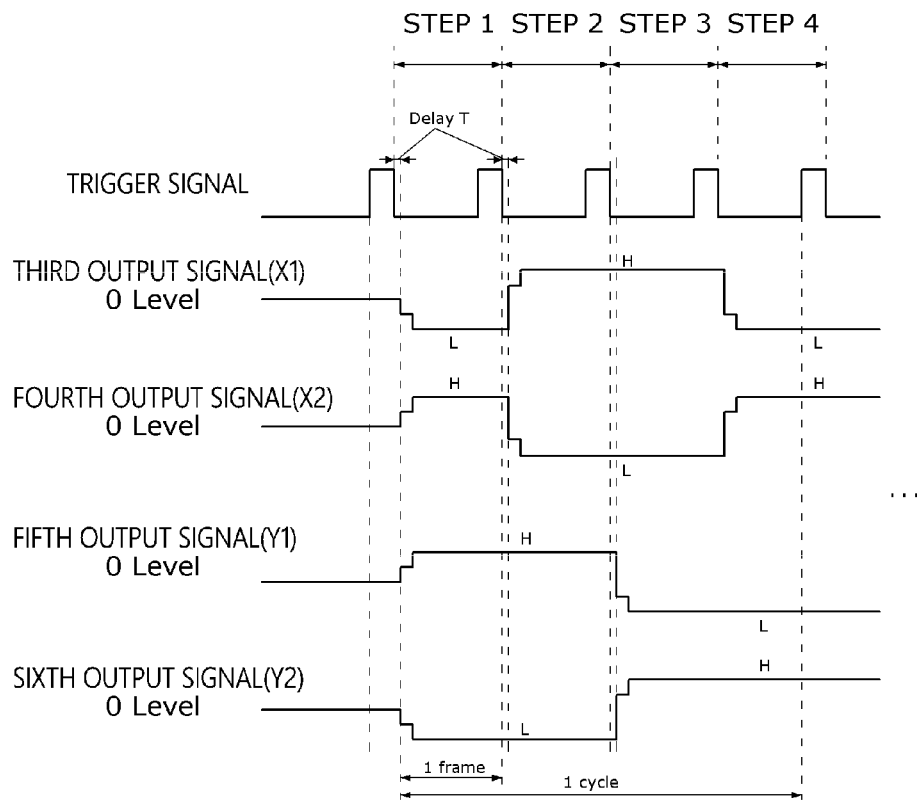 STEP 1 STEP 2 STEP 3 STEP 4
Delay T
TRIGGER SIGNAL
THIRD OUTPUT SIGNAL(X1)
0 Level
H
L
L
FOURTH OUTPUT SIGNAL(X2)
0 Level
H
H
L
...
FIFTH OUTPUT SIGNAL(Y1)
0 Level
H
L
SIXTH OUTPUT SIGNAL(Y2)
0 Level
H
L
1 frame
1 cycle